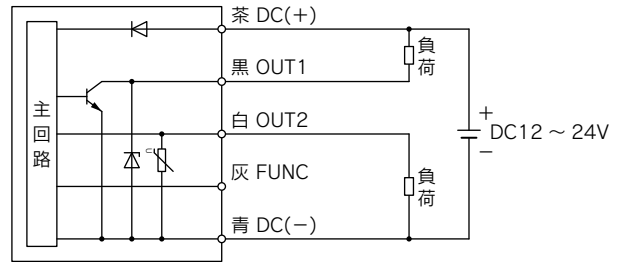 茶 DC(+)
負荷
黒 OUT1
主回路
+
白 OUT2
DC12 ~ 24V
−
灰 FUNC
負荷
青 DC(−)